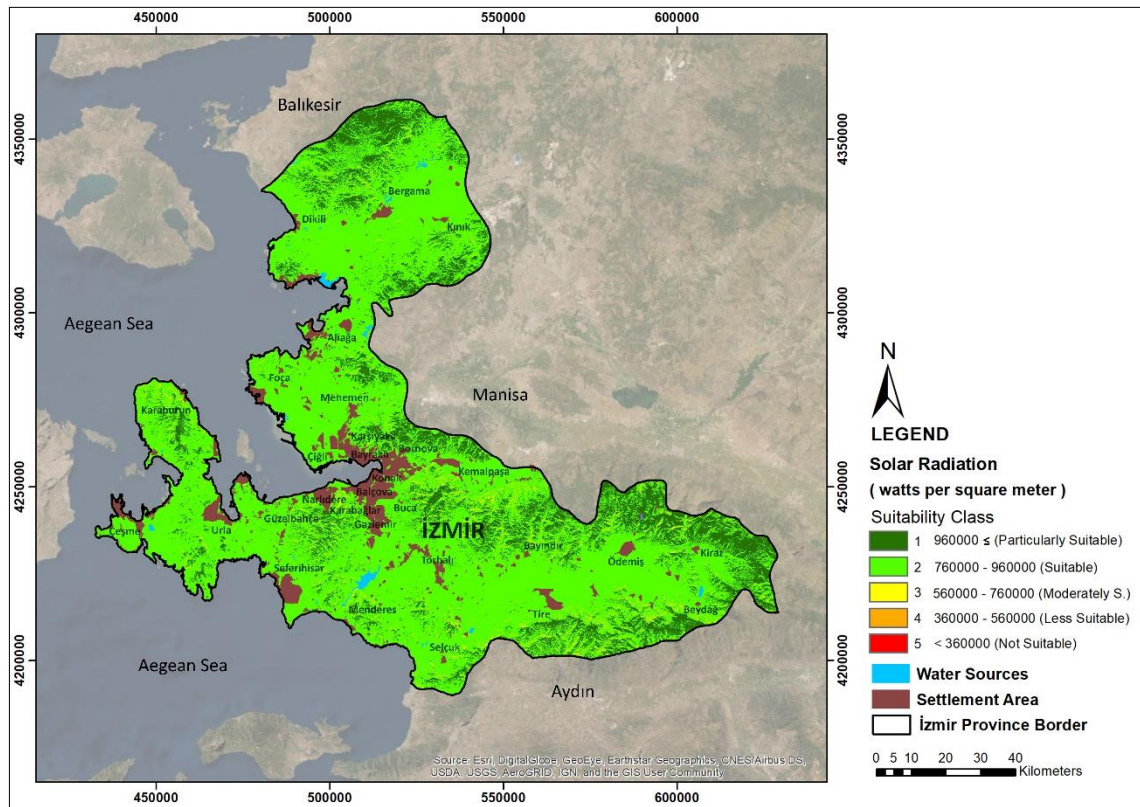 450000 500000 550000 600000
4350000
4300000
4250000
4200000
4350000
4300000
4250000
4200000
Balıkesir
Bergama
Dikili
Kınık
Aegean Sea
Aliağa
Manisa
Foça
Menemen
Karaburun
Karşıyaka
Bornova
Çiğli
Bayraklı
Kemalpaşa
Konak
Balçova
Narlıdere
Buca
Çeşme
Urla
Güzelbahçe
Karabağlar
Gaziemir
İZMİR
Bayındır
Kiraz
Torbalı
Ödemiş
Seferihisar
Menderes
Tire
Beydağ
Selçuk
Aegean Sea
Aydın
Source: Esri, DigitalGlobe, GeoEye, Earthstar Geographics, CNES/Airbus DS,
USDA, USGS, AeroGRID, IGN, and the GIS User Community
450000 500000 550000 600000
N
LEGEND
Solar Radiation
( watts per square meter )
Suitability Class
1 960000 ≤ (Particularly Suitable)
2 760000 - 960000 (Suitable)
3 560000 - 760000 (Moderately S.)
4 360000 - 560000 (Less Suitable)
5 < 360000 (Not Suitable)
Water Sources
Settlement Area
İzmir Province Border
0 5 10 20 30 40
Kilometers